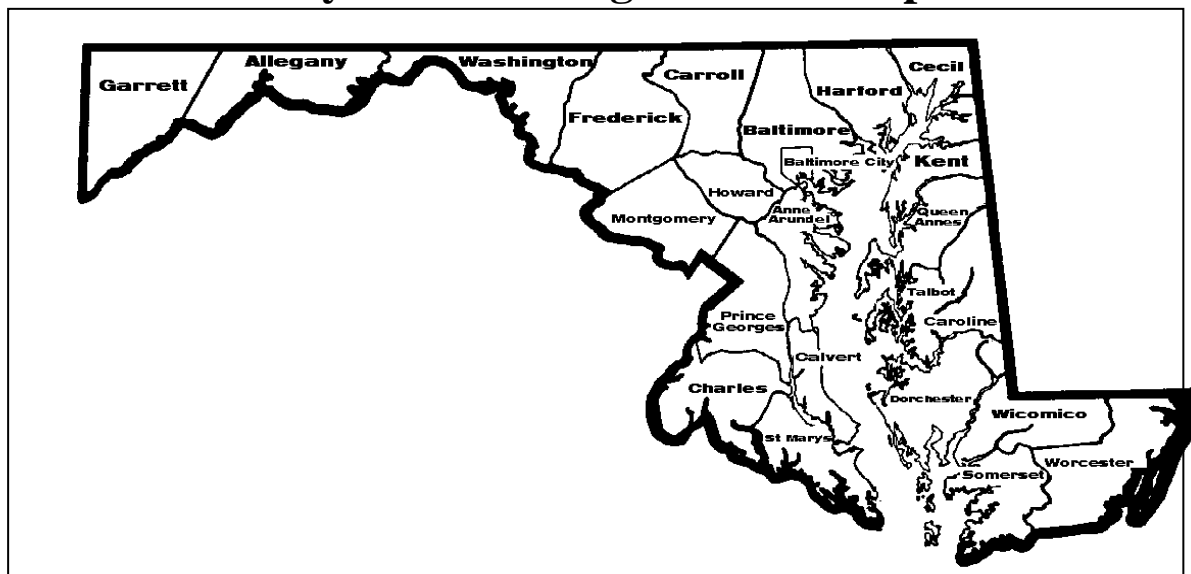 Garrett
Allegany
Washington
Frederick
Carroll
Baltimore
Harford
Cecil
Baltimore City
Kent
Howard
Montgomery
Anne
Arundel
Queen
Annes
Talbot
Caroline
Prince
Georges
Calvert
Charles
Dorchester
St Marys
Wicomico
Somerset
Worcester